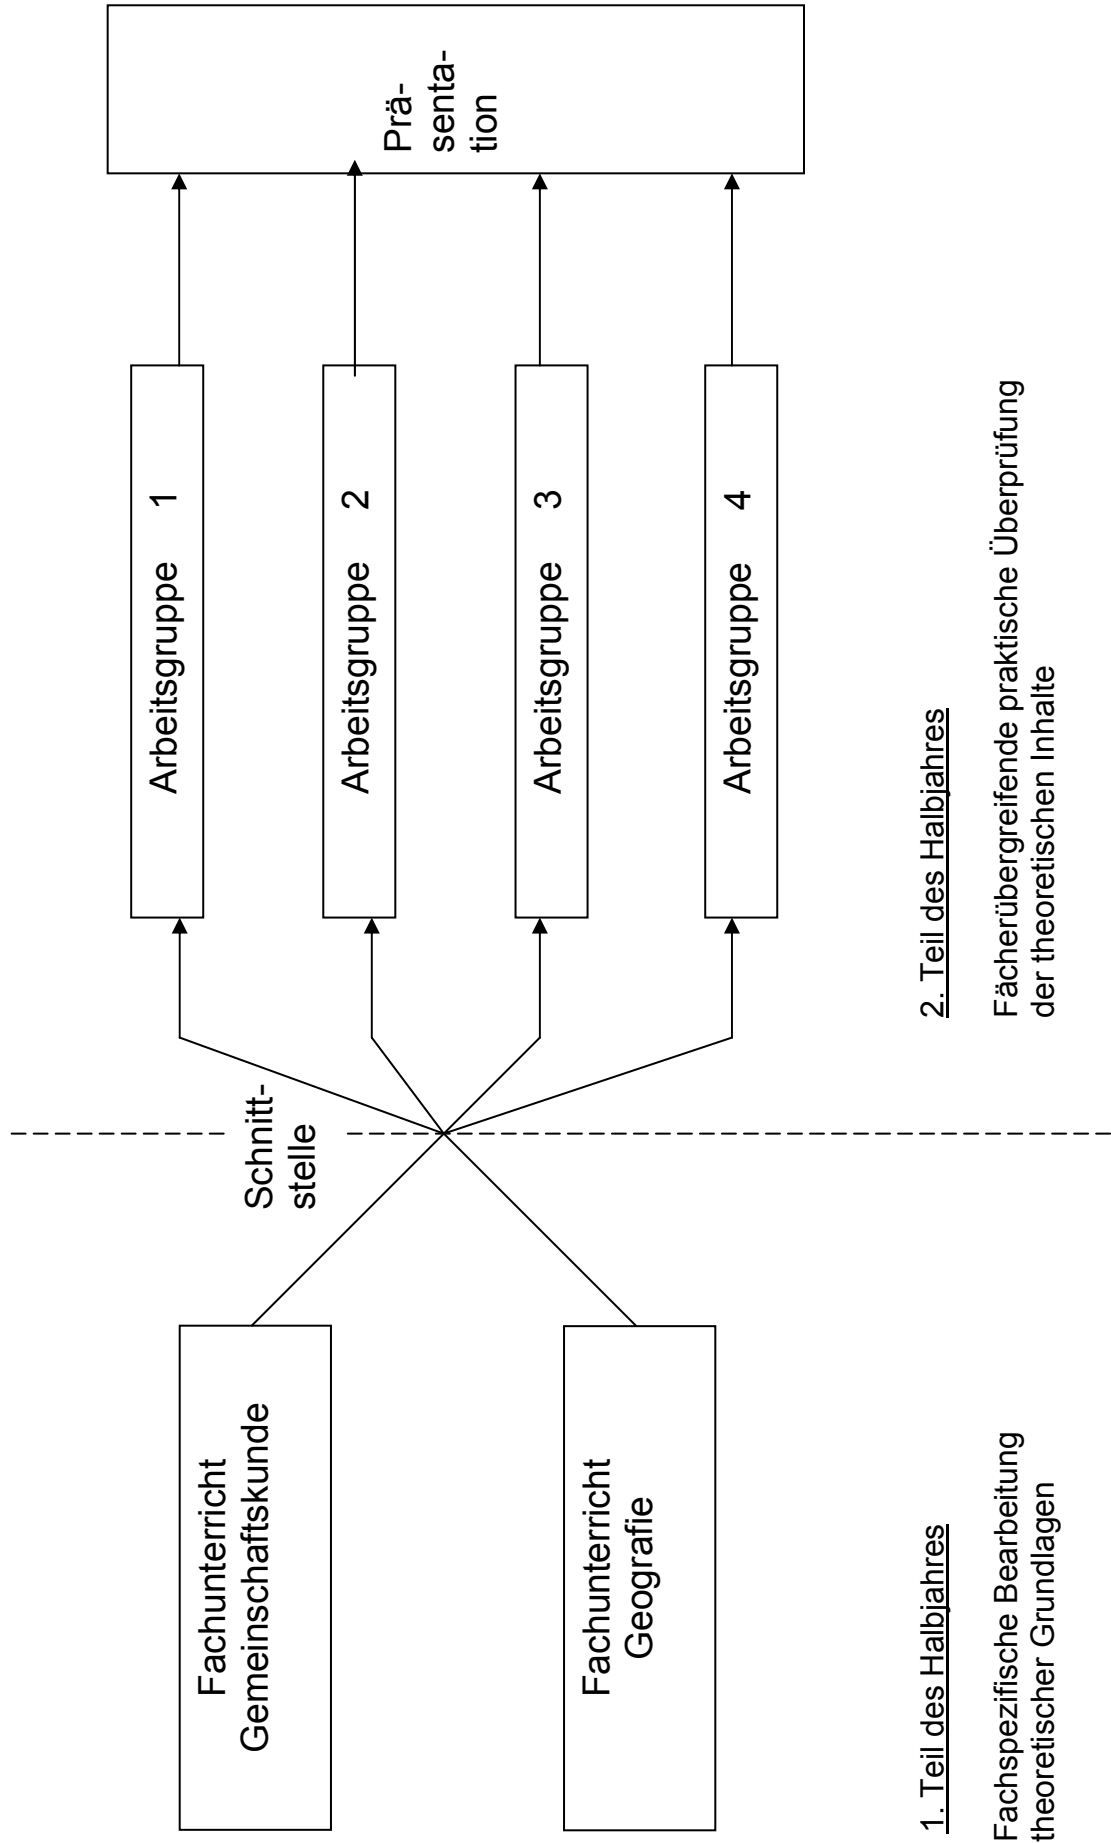 Fachunterricht
Gemeinschaftskunde
Fachunterricht
Geografie
Schnitt-
stelle
Arbeitsgruppe 1
Arbeitsgruppe 2
Arbeitsgruppe 3
Arbeitsgruppe 4
Prä-
senta-
tion
1. Teil des Halbjahres
Fachspezifische Bearbeitung
theoretischer Grundlagen
2. Teil des Halbjahres
Fächerübergreifende praktische Überprüfung
der theoretischen Inhalte